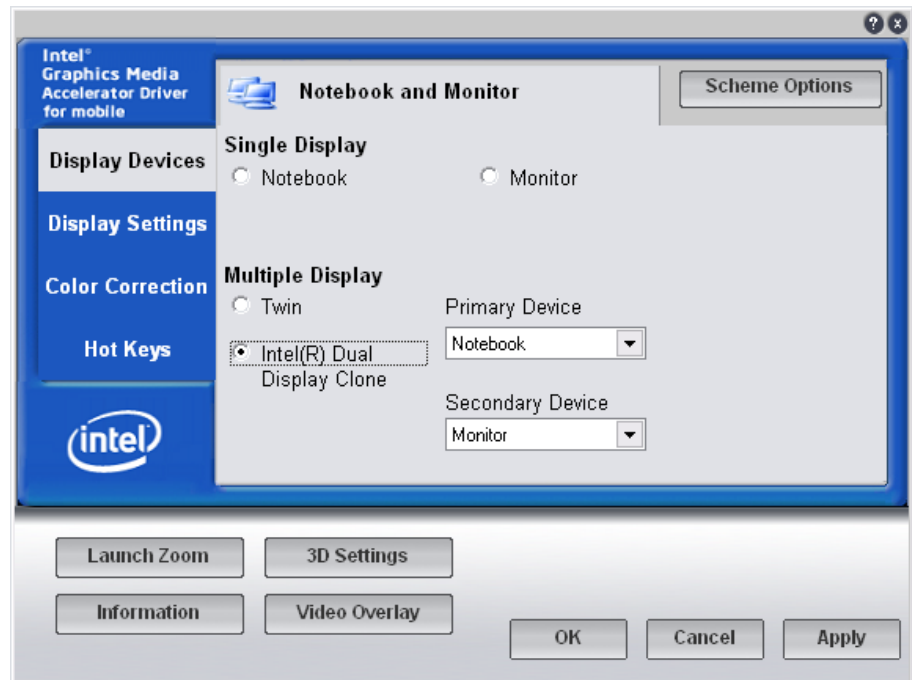 Intel®
Graphics Media
Accelerator Driver
for mobile
Notebook and Monitor
Scheme Options
Display Devices
Display Settings
Color Correction
Hot Keys
intel
Single Display
Notebook
Monitor
Multiple Display
Twin
Intel(R) Dual
Display Clone
Primary Device
Notebook
Secondary Device
Monitor
Launch Zoom
3D Settings
Information
Video Overlay
OK
Cancel
Apply